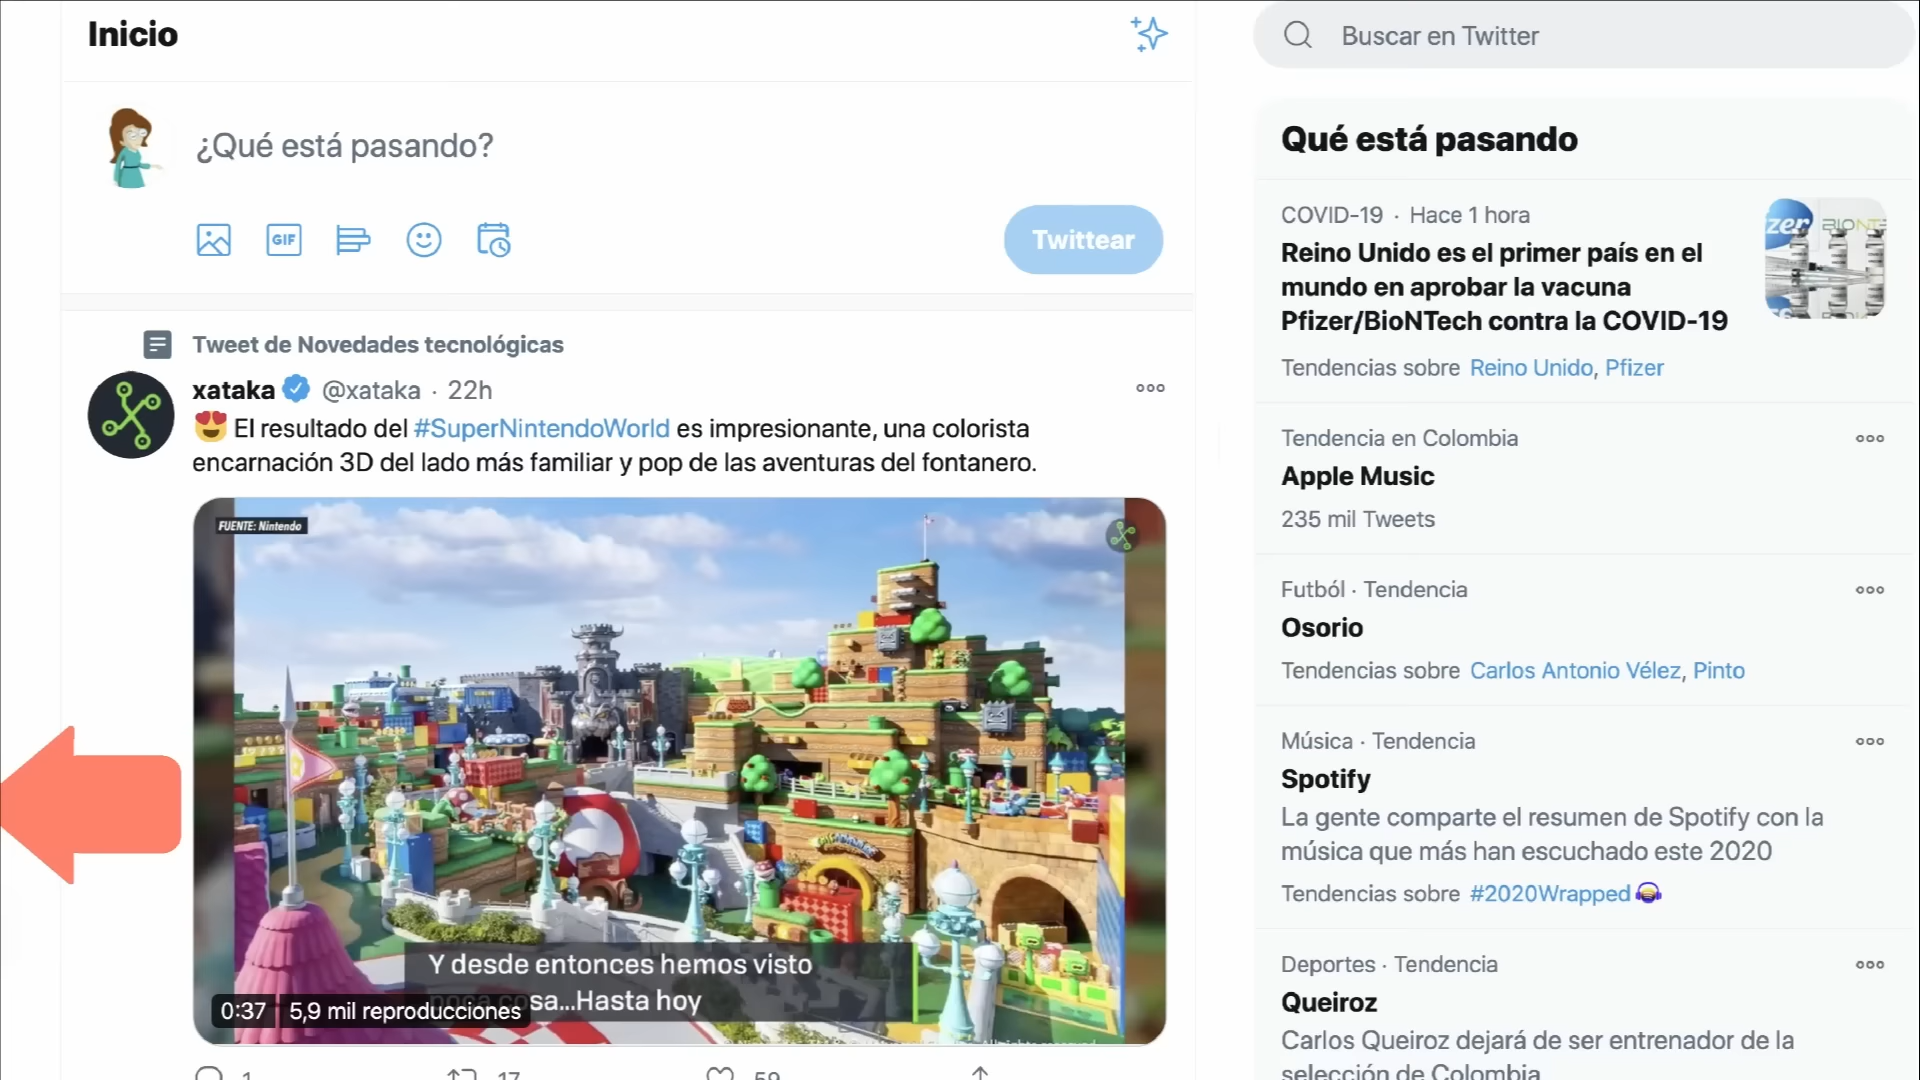 Inicio
¿Qué está pasando?
GIF
Twittear
Tweet de Novedades tecnológicas
xataka @xataka · 22h
El resultado del #SuperNintendoWorld es impresionante, una colorista
encarnación 3D del lado más familiar y pop de las aventuras del fontanero.
FUENTE: Nintendo
Y desde entonces hemos visto
cosa...Hasta hoy
0:37 5,9 mil reproducciones
1 17 59
Buscar en Twitter
Qué está pasando
COVID-19 · Hace 1 hora
Reino Unido es el primer país en el
mundo en aprobar la vacuna
Pfizer/BioNTech contra la COVID-19
Tendencias sobre Reino Unido, Pfizer
Tendencia en Colombia
Apple Music
235 mil Tweets
Futból · Tendencia
Osorio
Tendencias sobre Carlos Antonio Vélez, Pinto
Música · Tendencia
Spotify
La gente comparte el resumen de Spotify con la
música que más han escuchado este 2020
Tendencias sobre #2020Wrapped
Deportes · Tendencia
Queiroz
Carlos Queiroz dejará de ser entrenador de la
selección de Colombia